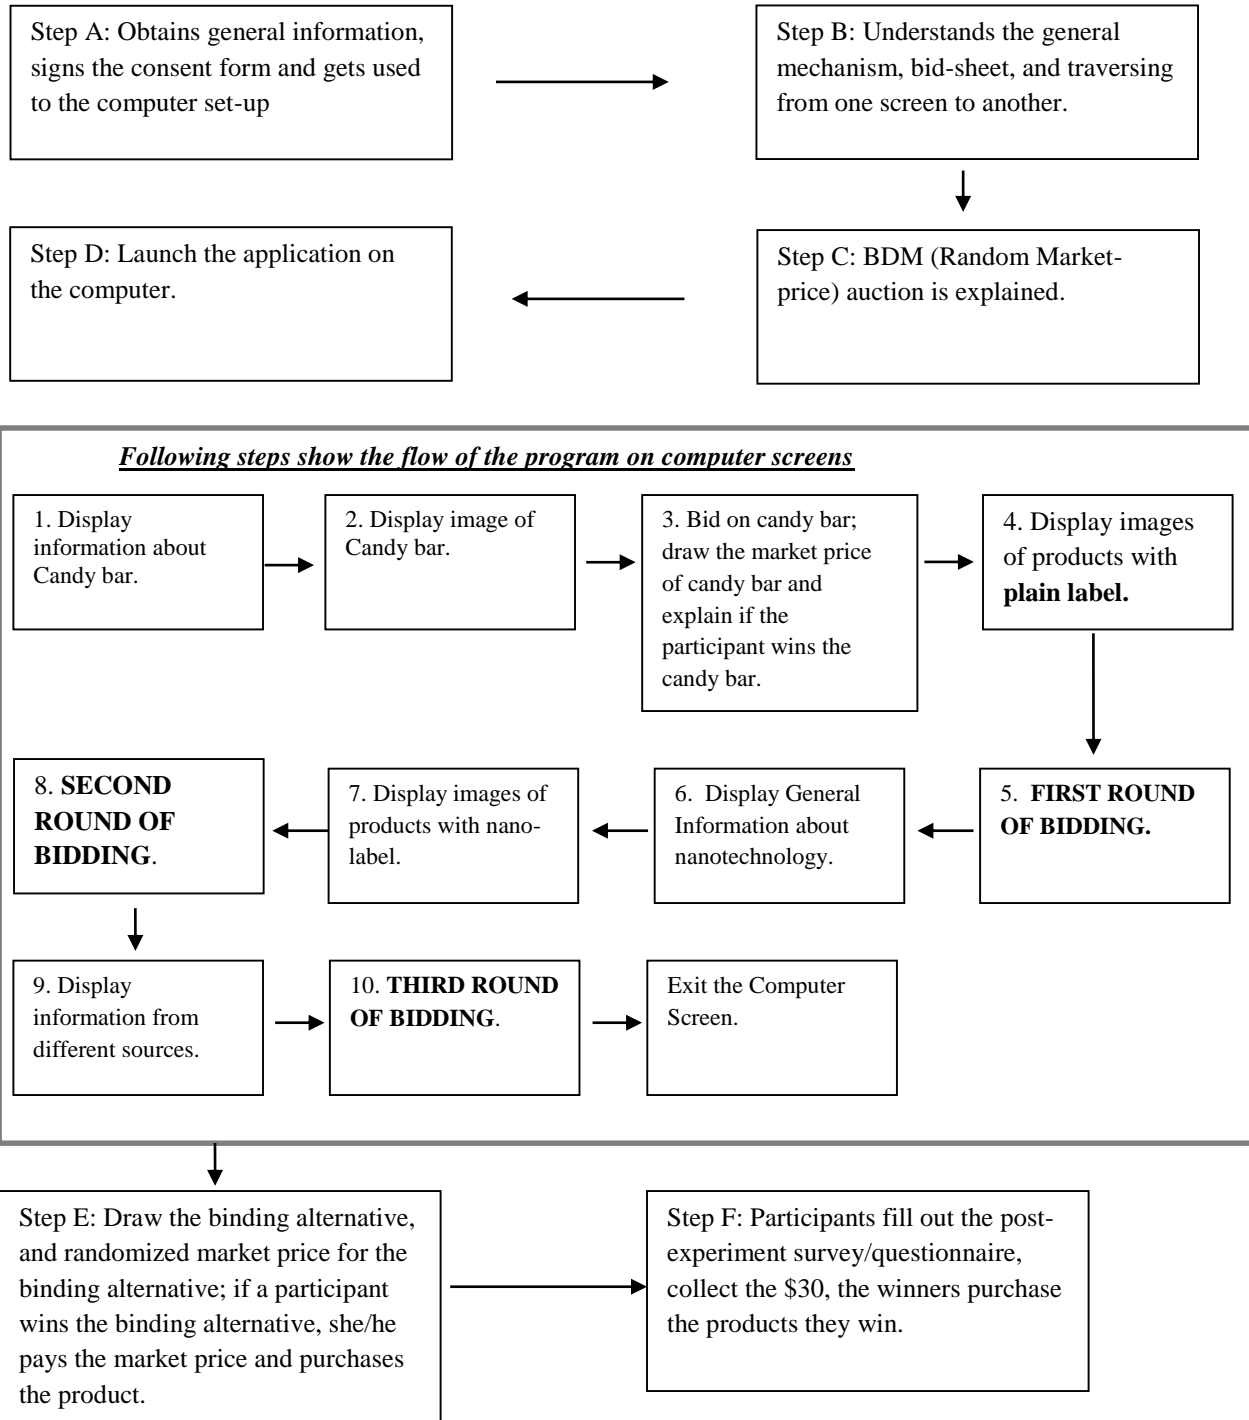 Step A: Obtains general information,
signs the consent form and gets used
to the computer set-up
Step B: Understands the general
mechanism, bid-sheet, and traversing
from one screen to another.
Step C: BDM (Random Market-
price) auction is explained.
Step D: Launch the application on
the computer.
Following steps show the flow of the program on computer screens
1. Display
information about
Candy bar.
2. Display image of
Candy bar.
3. Bid on candy bar;
draw the market price
of candy bar and
explain if the
participant wins the
candy bar.
4. Display images
of products with
plain label.
5. FIRST ROUND
OF BIDDING.
6. Display General
Information about
nanotechnology.
7. Display images of
products with nano-
label.
8. SECOND
ROUND OF
BIDDING.
9. Display
information from
different sources.
10. THIRD ROUND
OF BIDDING.
Exit the Computer
Screen.
Step E: Draw the binding alternative,
and randomized market price for the
binding alternative; if a participant
wins the binding alternative, she/he
pays the market price and purchases
the product.
Step F: Participants fill out the post-
experiment survey/questionnaire,
collect the $30, the winners purchase
the products they win.